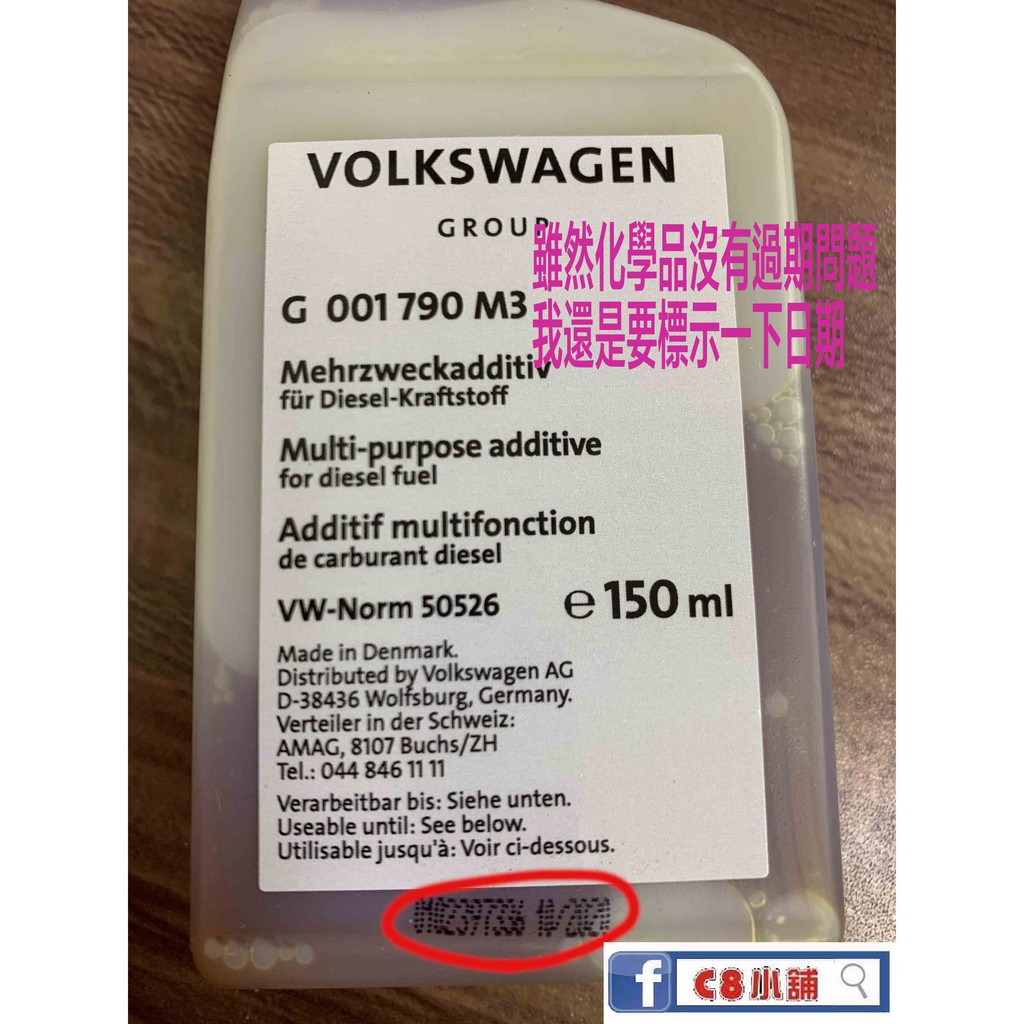 VOLKSWAGEN
GROUP
雖然化學品沒有過期問題
我還是要標示一下日期
G 001 790 M3
Mehrzweckadditiv
für Diesel-Kraftstoff
Multi-purpose additive
for diesel fuel
Additif multifonction
de carburant diesel
VW-Norm 50526 e 150 ml
Made in Denmark.
Distributed by Volkswagen AG
D-38436 Wolfsburg, Germany.
Verteiler in der Schweiz:
AMAG, 8107 Buchs/ZH
Tel.: 044 846 11 11
Verarbeitbar bis: Siehe unten.
Useable until: See below.
Utilisable jusqu'à: Voir ci-dessous.
f C8小舖